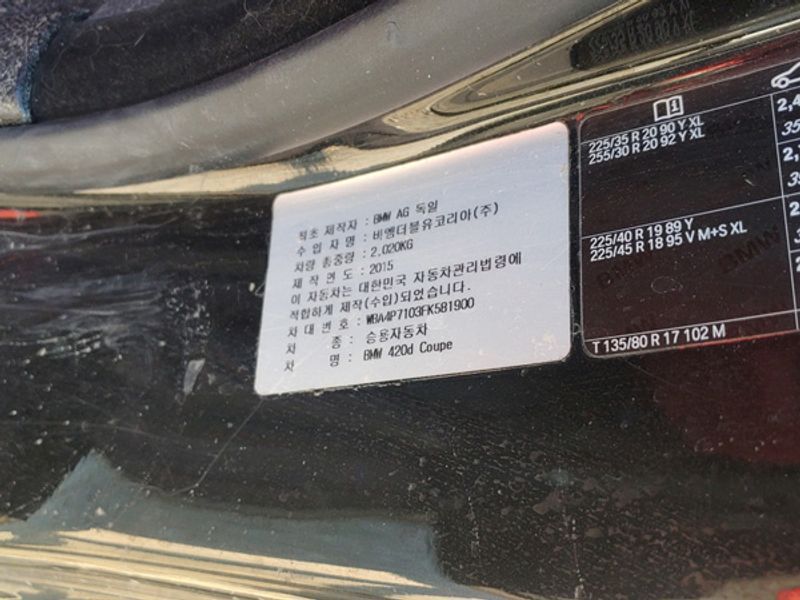 최초 제작자 : BMW AG 독일
수 입 자 명 : 비엠더블유코리아(주)
차량 총중량 : 2,020KG
제 작 연 도 : 2015
이 자동차는 대한민국 자동차관리법령에
적합하게 제작(수입)되었습니다.
차 대 번 호 : WBA4P7103FK581900
차 종 : 승용자동차
차 명 : BMW 420d Coupe
225/35 R 20 90 Y XL
255/30 R 20 92 Y XL
225/40 R 19 89 Y
225/45 R 18 95 V M+S XL
T 135/80 R 17 102 M